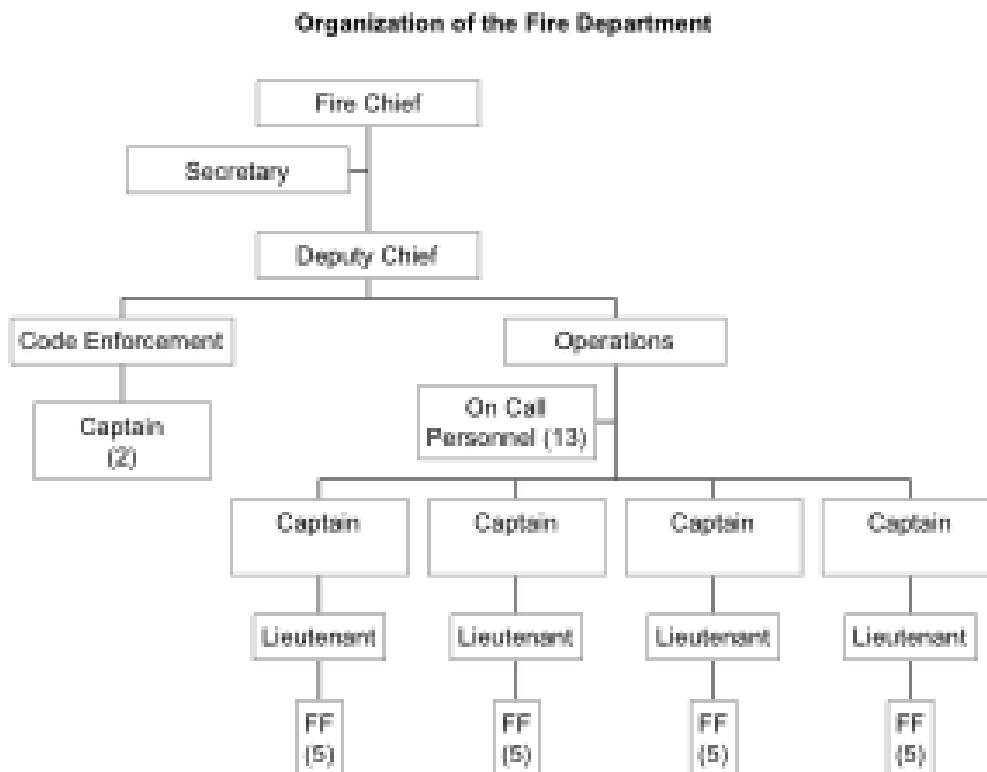 Organization of the Fire Department
Fire Chief
Secretary
Deputy Chief
Code Enforcement
Operations
On Call
Personnel (13)
Captain
(2)
Captain
Captain
Captain
Captain
Lieutenant
Lieutenant
Lieutenant
Lieutenant
FF
(5)
FF
(5)
FF
(5)
FF
(5)